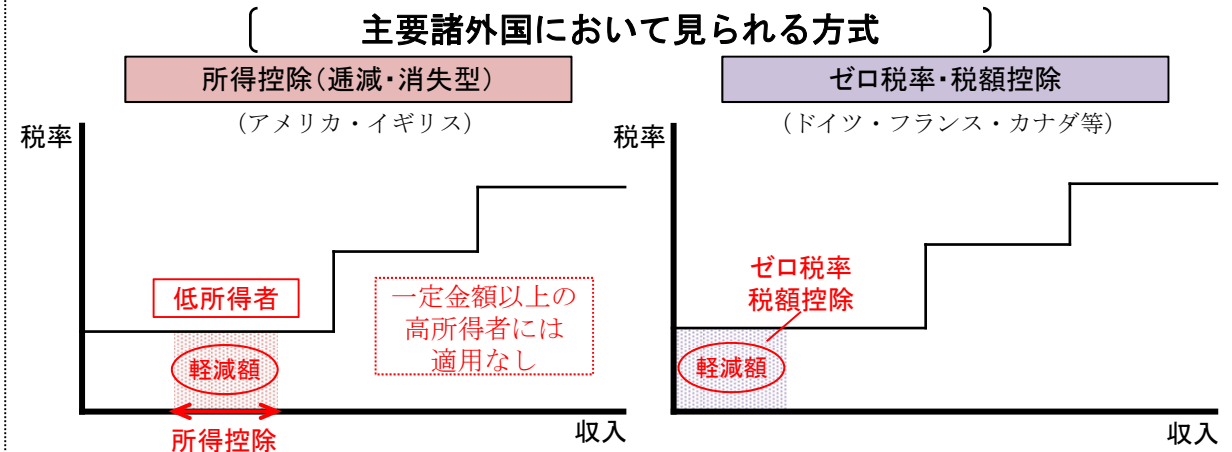 主要諸外国において見られる方式
所得控除(逓減・消失型)
(アメリカ・イギリス)
税率
低所得者
一定金額以上の
高所得者には
適用なし
軽減額
所得控除
収入
ゼロ税率・税額控除
(ドイツ・フランス・カナダ等)
税率
ゼロ税率
税額控除
軽減額
収入